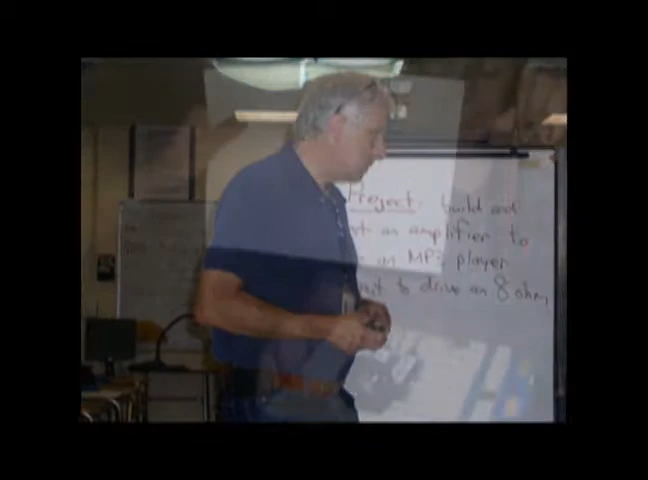 Project: build and
an amplifier to
an MP3 player
to drive an 8 ohm